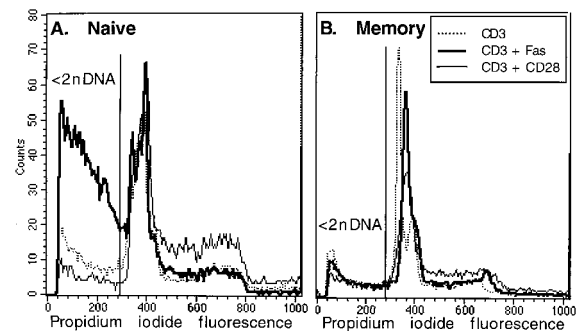 A. Naive
<2nDNA
Counts
80
70
60
50
40
30
20
10
0
0 200 400 600 800 1000
Propidium iodide fluorescence
B. Memory
CD3
CD3 + Fas
CD3 + CD28
<2nDNA
0 200 400 600 800 1000
Propidium iodide fluorescence